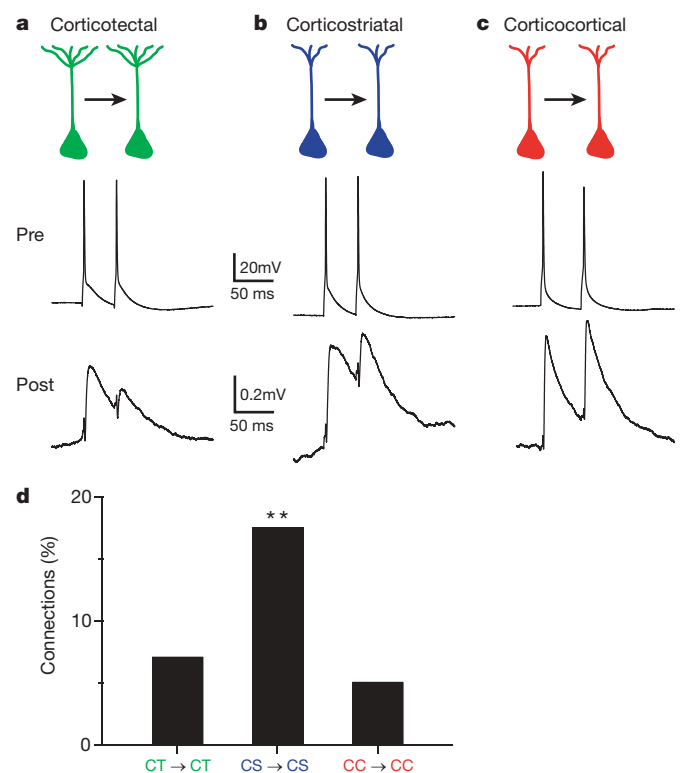 a Corticotectal
b Corticostriatal
c Corticocortical
Pre
20mV
50 ms
Post
0.2mV
50 ms
d
Connections (%)
20
**
10
0
CT → CT
CS → CS
CC → CC